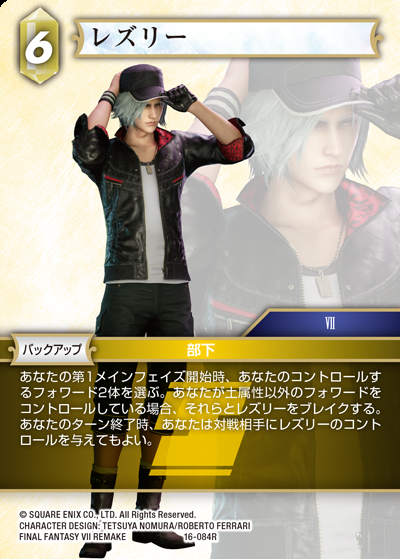 6
レズリー
VII
バックアップ
部下
あなたの第1メインフェイズ開始時、あなたのコントロールす
るフォワード2体を選ぶ。あなたが土属性以外のフォワードを
コントロールしている場合、それらとレズリーをブレイクする。
あなたのターン終了時、あなたは対戦相手にレズリーのコント
ロールを与えてもよい。
© SQUARE ENIX CO., LTD. All Rights Reserved.
CHARACTER DESIGN: TETSUYA NOMURA/ROBERTO FERRARI
FINAL FANTASY VII REMAKE 16-084R